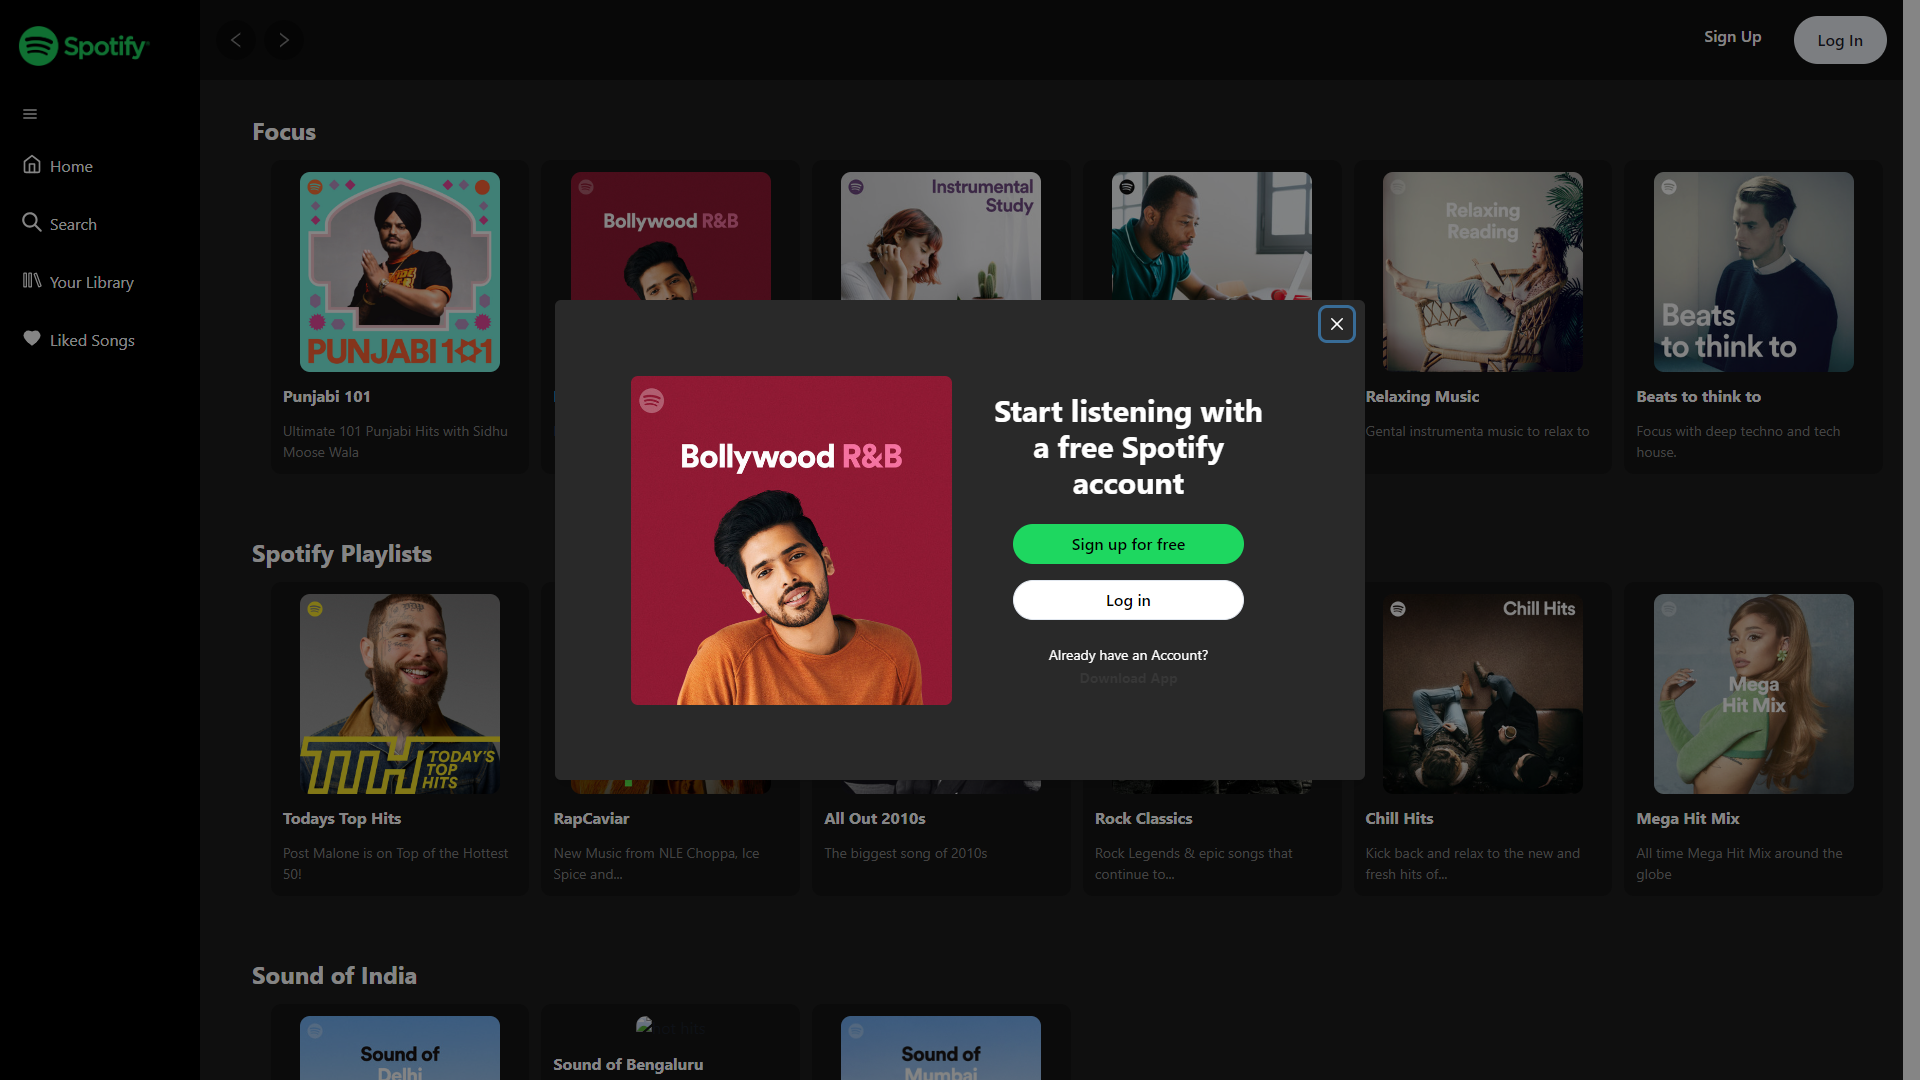 Spotify
Sign Up
Log In
Home
Search
Your Library
Liked Songs
Focus
PUNJABI 101
Bollywood R&B
Instrumental
Study
Relaxing
Reading
Beats
to think to
Punjabi 101
Ultimate 101 Punjabi Hits with Sidhu
Moose Wala
Relaxing Music
Gental instrumenta music to relax to
Beats to think to
Focus with deep techno and tech
house.
Bollywood R&B
Start listening with
a free Spotify
account
Sign up for free
Log in
Already have an Account?
Download App
Spotify Playlists
TTH TODAY'S
TOP
HITS
Chill Hits
Mega
Hit Mix
Todays Top Hits
Post Malone is on Top of the Hottest
50!
RapCaviar
New Music from NLE Choppa, Ice
Spice and...
All Out 2010s
The biggest song of 2010s
Rock Classics
Rock Legends & epic songs that
continue to...
Chill Hits
Kick back and relax to the new and
fresh hits of...
Mega Hit Mix
All time Mega Hit Mix around the
globe
Sound of India
Sound of
Delhi
Sound of Bengaluru
Sound of
Mumbai